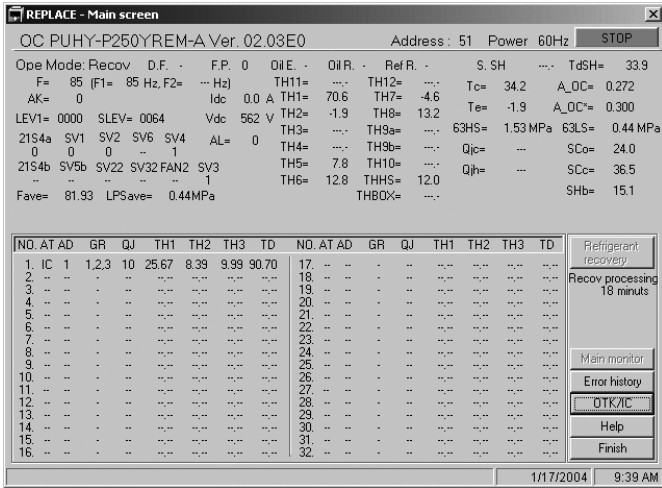 REPLACE - Main screen
OC PUHY-P250YREM-A Ver. 02.03E0 Address : 51 Power 60Hz STOP
Ope Mode: Recov D.F. - F.P. 0 Oil E. - Oil R. - Ref R. - S. SH ---.- TdSH= 33.9
F= 85 (F1= 85 Hz, F2= --- Hz) TH11= ---.- TH12= ---.- Tc= 34.2 A_OC= 0.272
AK= 0 Idc 0.0 A TH1= 70.6 TH7= -4.6 Te= -1.9 A_OC*= 0.300
LEV1= 0000 SLEV= 0064 Vdc 562 V TH2= -1.9 TH8= 13.2
21S4a SV1 SV2 SV6 SV4 AL= 0 TH3= ---.- TH9a= ---.- 63HS= 1.53 MPa 63LS= 0.44 MPa
0 0 -- -- 1 TH4= ---.- TH9b= ---.- Qjc= --- SCo= 24.0
21S4b SV5b SV22 SV32 FAN2 SV3 TH5= 7.8 TH10= ---.- Qjh= --- SCc= 36.5
-- -- -- -- -- 1 TH6= 12.8 THHS= 12.0 SHb= 15.1
Fave= 81.93 LPSave= 0.44MPa THBOX= ---.-
NO. AT AD GR QJ TH1 TH2 TH3 TD NO. AT AD GR QJ TH1 TH2 TH3 TD
1. IC 1 1,2,3 10 25.67 8.39 9.99 90.70 17. -- -- - -- --.-- --.-- --.-- --.--
2. -- -- - -- --.-- --.-- --.-- --.-- 18. -- -- - -- --.-- --.-- --.-- --.--
3. -- -- - -- --.-- --.-- --.-- --.-- 19. -- -- - -- --.-- --.-- --.-- --.--
4. -- -- - -- --.-- --.-- --.-- --.-- 20. -- -- - -- --.-- --.-- --.-- --.--
5. -- -- - -- --.-- --.-- --.-- --.-- 21. -- -- - -- --.-- --.-- --.-- --.--
6. -- -- - -- --.-- --.-- --.-- --.-- 22. -- -- - -- --.-- --.-- --.-- --.--
7. -- -- - -- --.-- --.-- --.-- --.-- 23. -- -- - -- --.-- --.-- --.-- --.--
8. -- -- - -- --.-- --.-- --.-- --.-- 24. -- -- - -- --.-- --.-- --.-- --.--
9. -- -- - -- --.-- --.-- --.-- --.-- 25. -- -- - -- --.-- --.-- --.-- --.--
10. -- -- - -- --.-- --.-- --.-- --.-- 26. -- -- - -- --.-- --.-- --.-- --.--
11. -- -- - -- --.-- --.-- --.-- --.-- 27. -- -- - -- --.-- --.-- --.-- --.--
12. -- -- - -- --.-- --.-- --.-- --.-- 28. -- -- - -- --.-- --.-- --.-- --.--
13. -- -- - -- --.-- --.-- --.-- --.-- 29. -- -- - -- --.-- --.-- --.-- --.--
14. -- -- - -- --.-- --.-- --.-- --.-- 30. -- -- - -- --.-- --.-- --.-- --.--
15. -- -- - -- --.-- --.-- --.-- --.-- 31. -- -- - -- --.-- --.-- --.-- --.--
16. -- -- - -- --.-- --.-- --.-- --.-- 32. -- -- - -- --.-- --.-- --.-- --.--
Refrigerant
recovery
Recov processing
18 minuts
Main monitor
Error history
OTK/IC
Help
Finish
1/17/2004 9:39 AM